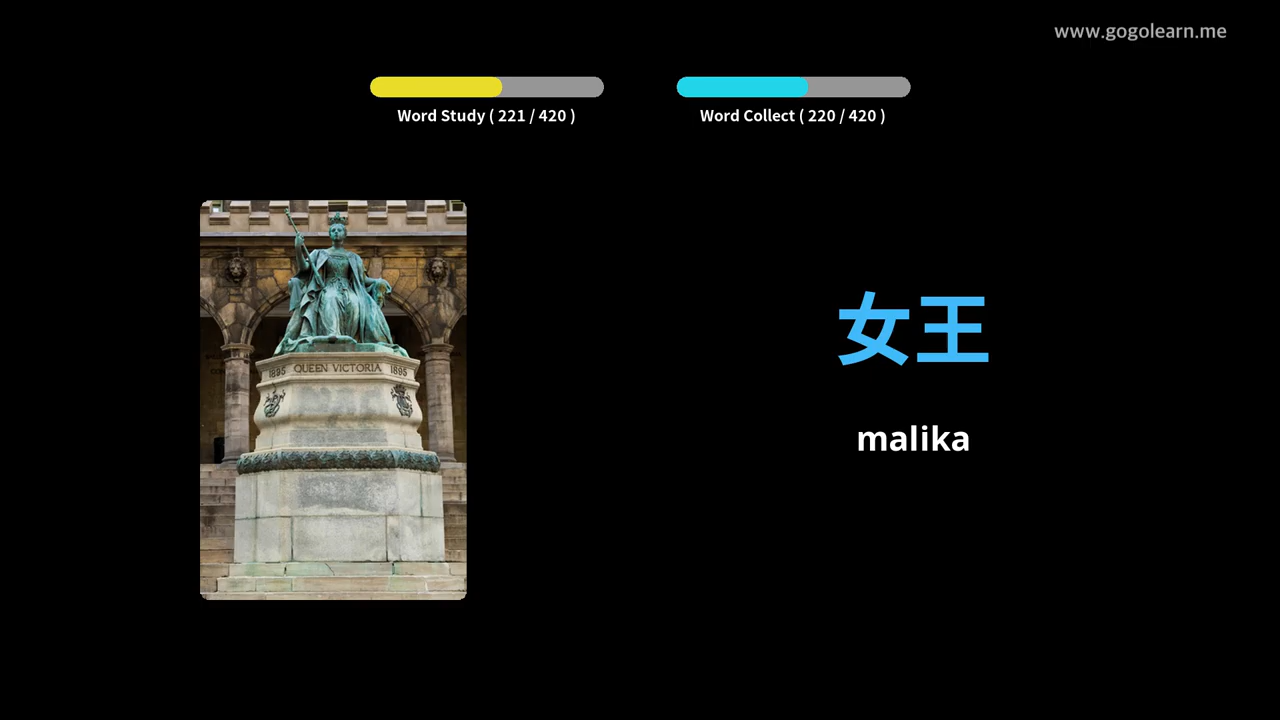 www.gogolearn.me
Word Study ( 221 / 420 )
Word Collect ( 220 / 420 )
1895 QUEEN VICTORIA 1895
女王
malika